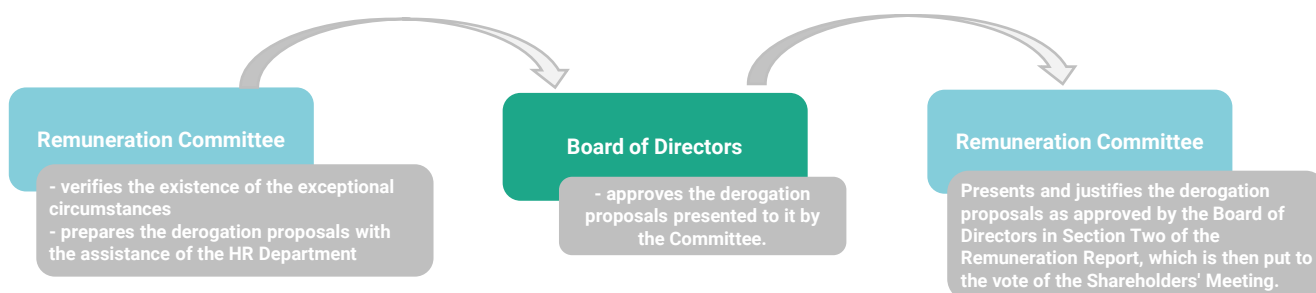 Remuneration Committee
- verifies the existence of the exceptional
circumstances
- prepares the derogation proposals with
the assistance of the HR Department
Board of Directors
- approves the derogation
proposals presented to it by
the Committee.
Remuneration Committee
Presents and justifies the derogation
proposals as approved by the Board of
Directors in Section Two of the
Remuneration Report, which is then put to
the vote of the Shareholders' Meeting.